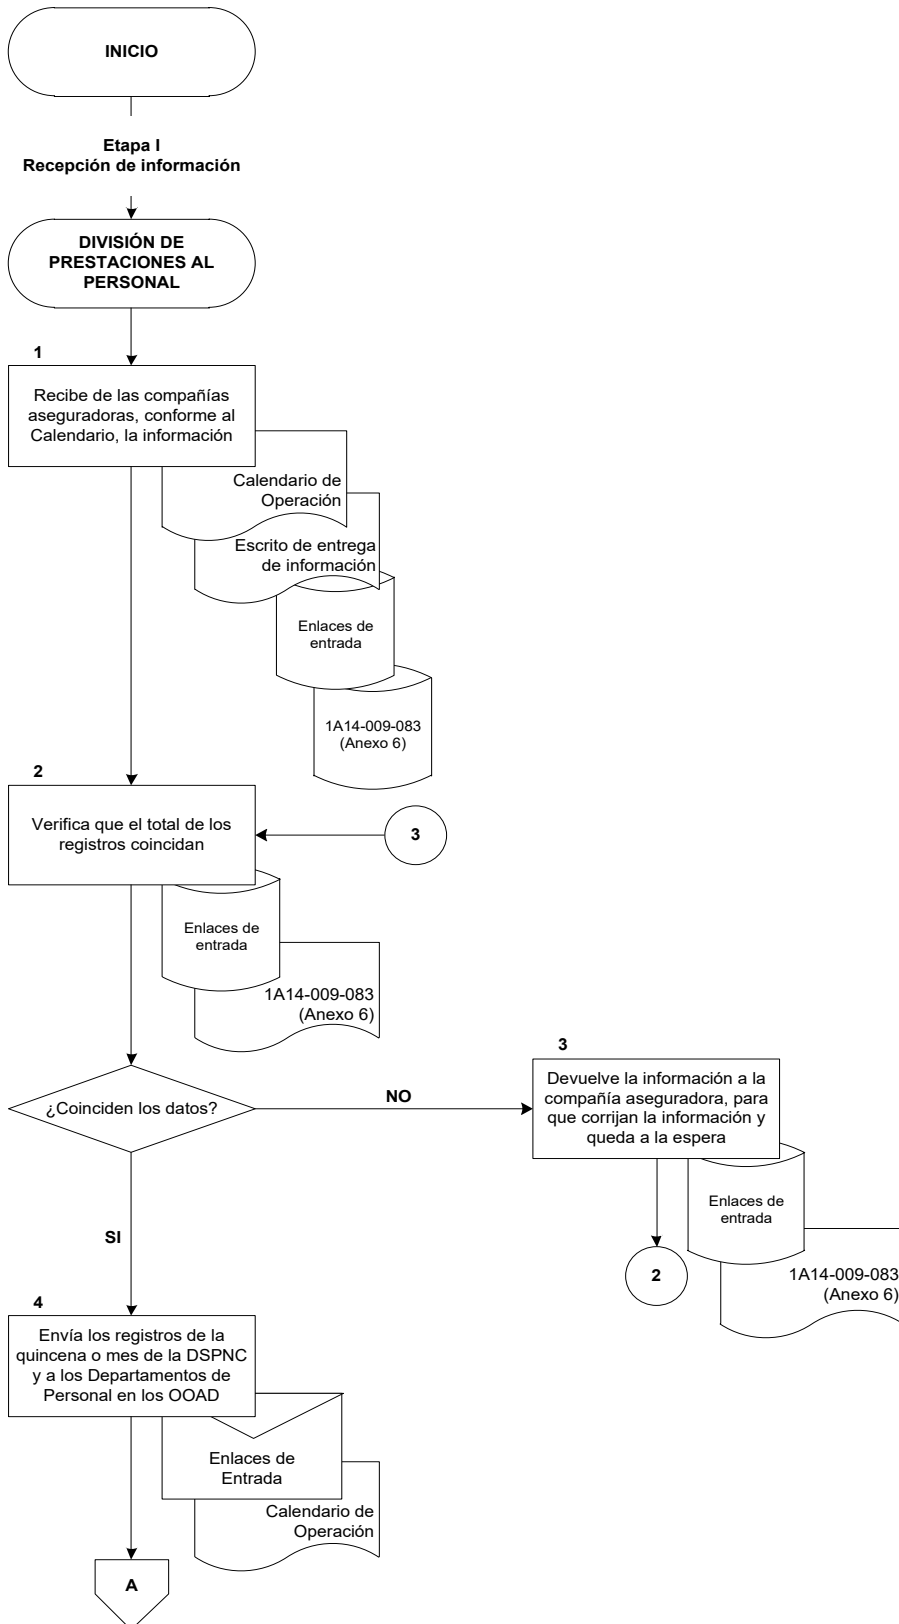 INICIO
Etapa I
Recepción de información
DIVISIÓN DE
PRESTACIONES AL
PERSONAL
1
Recibe de las compañías
aseguradoras, conforme al
Calendario, la información
Calendario de
Operación
Escrito de entrega
de información
Enlaces de
entrada
1A14-009-083
(Anexo 6)
2
Verifica que el total de los
registros coincidan
3
Enlaces de
entrada
1A14-009-083
(Anexo 6)
¿Coinciden los datos?
NO
3
Devuelve la información a la
compañía aseguradora, para
que corrijan la información y
queda a la espera
Enlaces de
entrada
1A14-009-083
(Anexo 6)
2
SI
4
Envía los registros de la
quincena o mes de la DSPNC
y a los Departamentos de
Personal en los OOAD
Enlaces de
Entrada
Calendario de
Operación
A